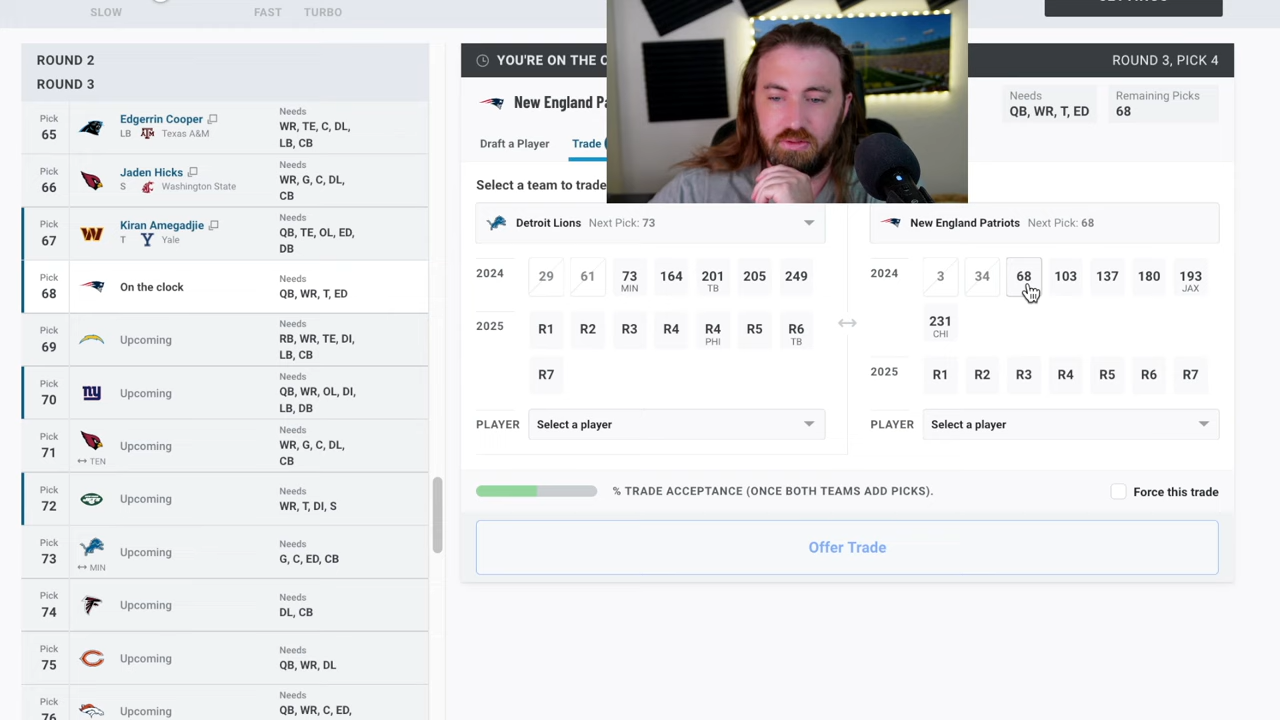 SLOW FAST TURBO
ROUND 2
ROUND 3
Pick 65
Edgerrin Cooper
LB Texas A&M
Needs
WR, TE, C, DL,
LB, CB
Pick 66
Jaden Hicks
S Washington State
Needs
WR, G, C, DL,
CB
Pick 67
Kiran Amegadjie
T Yale
Needs
QB, TE, OL, ED,
DB
Pick 68
On the clock
Needs
QB, WR, T, ED
Pick 69
Upcoming
Needs
RB, WR, TE, DI,
LB, CB
Pick 70
Upcoming
Needs
QB, WR, OL, DI,
LB, DB
Pick 71
↔ TEN
Upcoming
Needs
WR, G, C, DL,
CB
Pick 72
Upcoming
Needs
WR, T, DI, S
Pick 73
↔ MIN
Upcoming
Needs
G, C, ED, CB
Pick 74
Upcoming
Needs
DL, CB
Pick 75
Upcoming
Needs
QB, WR, DL
Pick 76
Upcoming
Needs
QB, WR, C, ED,
YOU'RE ON THE C
ROUND 3, PICK 4
New England Pa
Needs
QB, WR, T, ED
Remaining Picks
68
Draft a Player Trade (
Select a team to trade
Detroit Lions Next Pick: 73
2024 29 61 73 MIN 164 201 TB 205 249
2025 R1 R2 R3 R4 R4 PHI R5 R6 TB
R7
PLAYER Select a player
New England Patriots Next Pick: 68
2024 3 34 68 103 137 180 193 JAX
231 CHI
2025 R1 R2 R3 R4 R5 R6 R7
PLAYER Select a player
% TRADE ACCEPTANCE (ONCE BOTH TEAMS ADD PICKS).
Force this trade
Offer Trade